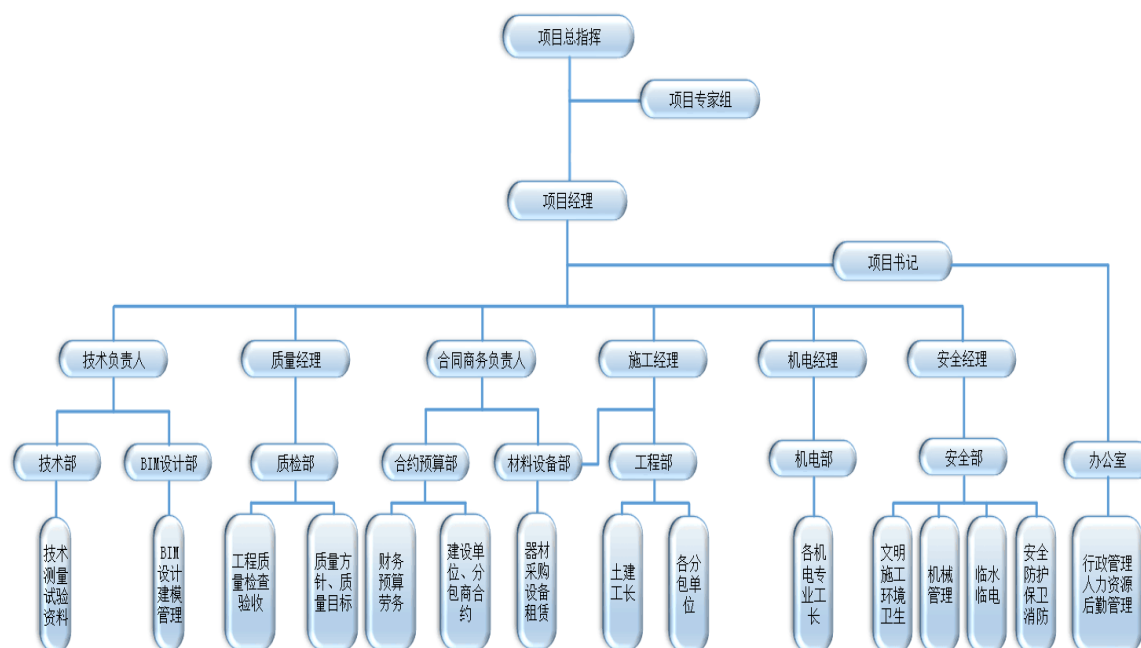 项目总指挥
项目专家组
项目经理
项目书记
技术负责人
质量经理
合同商务负责人
施工经理
机电经理
安全经理
技术部
BIM设计部
质检部
合约预算部
材料设备部
工程部
机电部
安全部
办公室
技术
测量
试验
资料
BIM
设计
建模
管理
工程质
量检查
验收
质量方
针、质
量目标
财务
预算
劳务
建设单
位、分
包商合
约
器材
采购
设备
租赁
土建
工长
各分
包单
位
各机
电专
业工
长
文明
施工
环境
卫生
机械
管理
临水
临电
安全
防护
保卫
消防
行政管理
人力资源
后勤管理